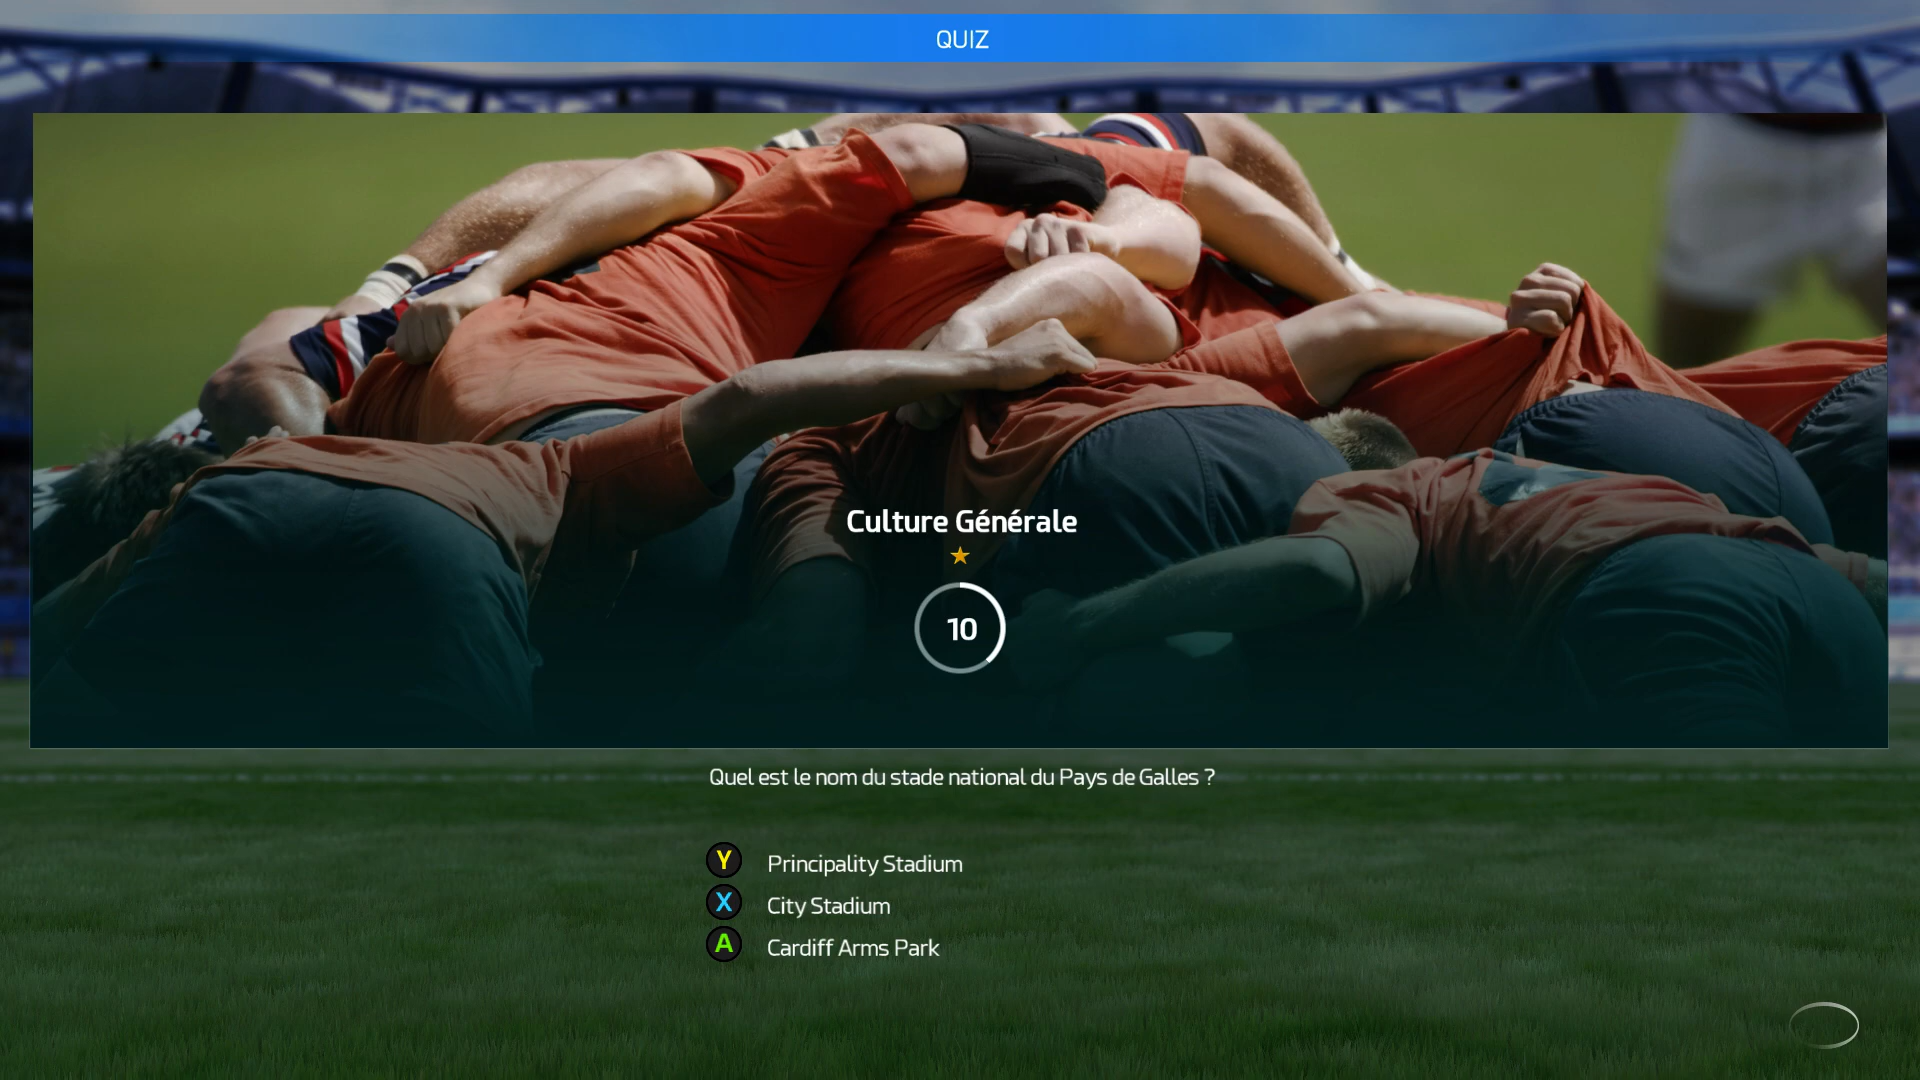 QUIZ
Culture Générale
10
Quel est le nom du stade national du Pays de Galles ?
Y Principality Stadium
X City Stadium
A Cardiff Arms Park